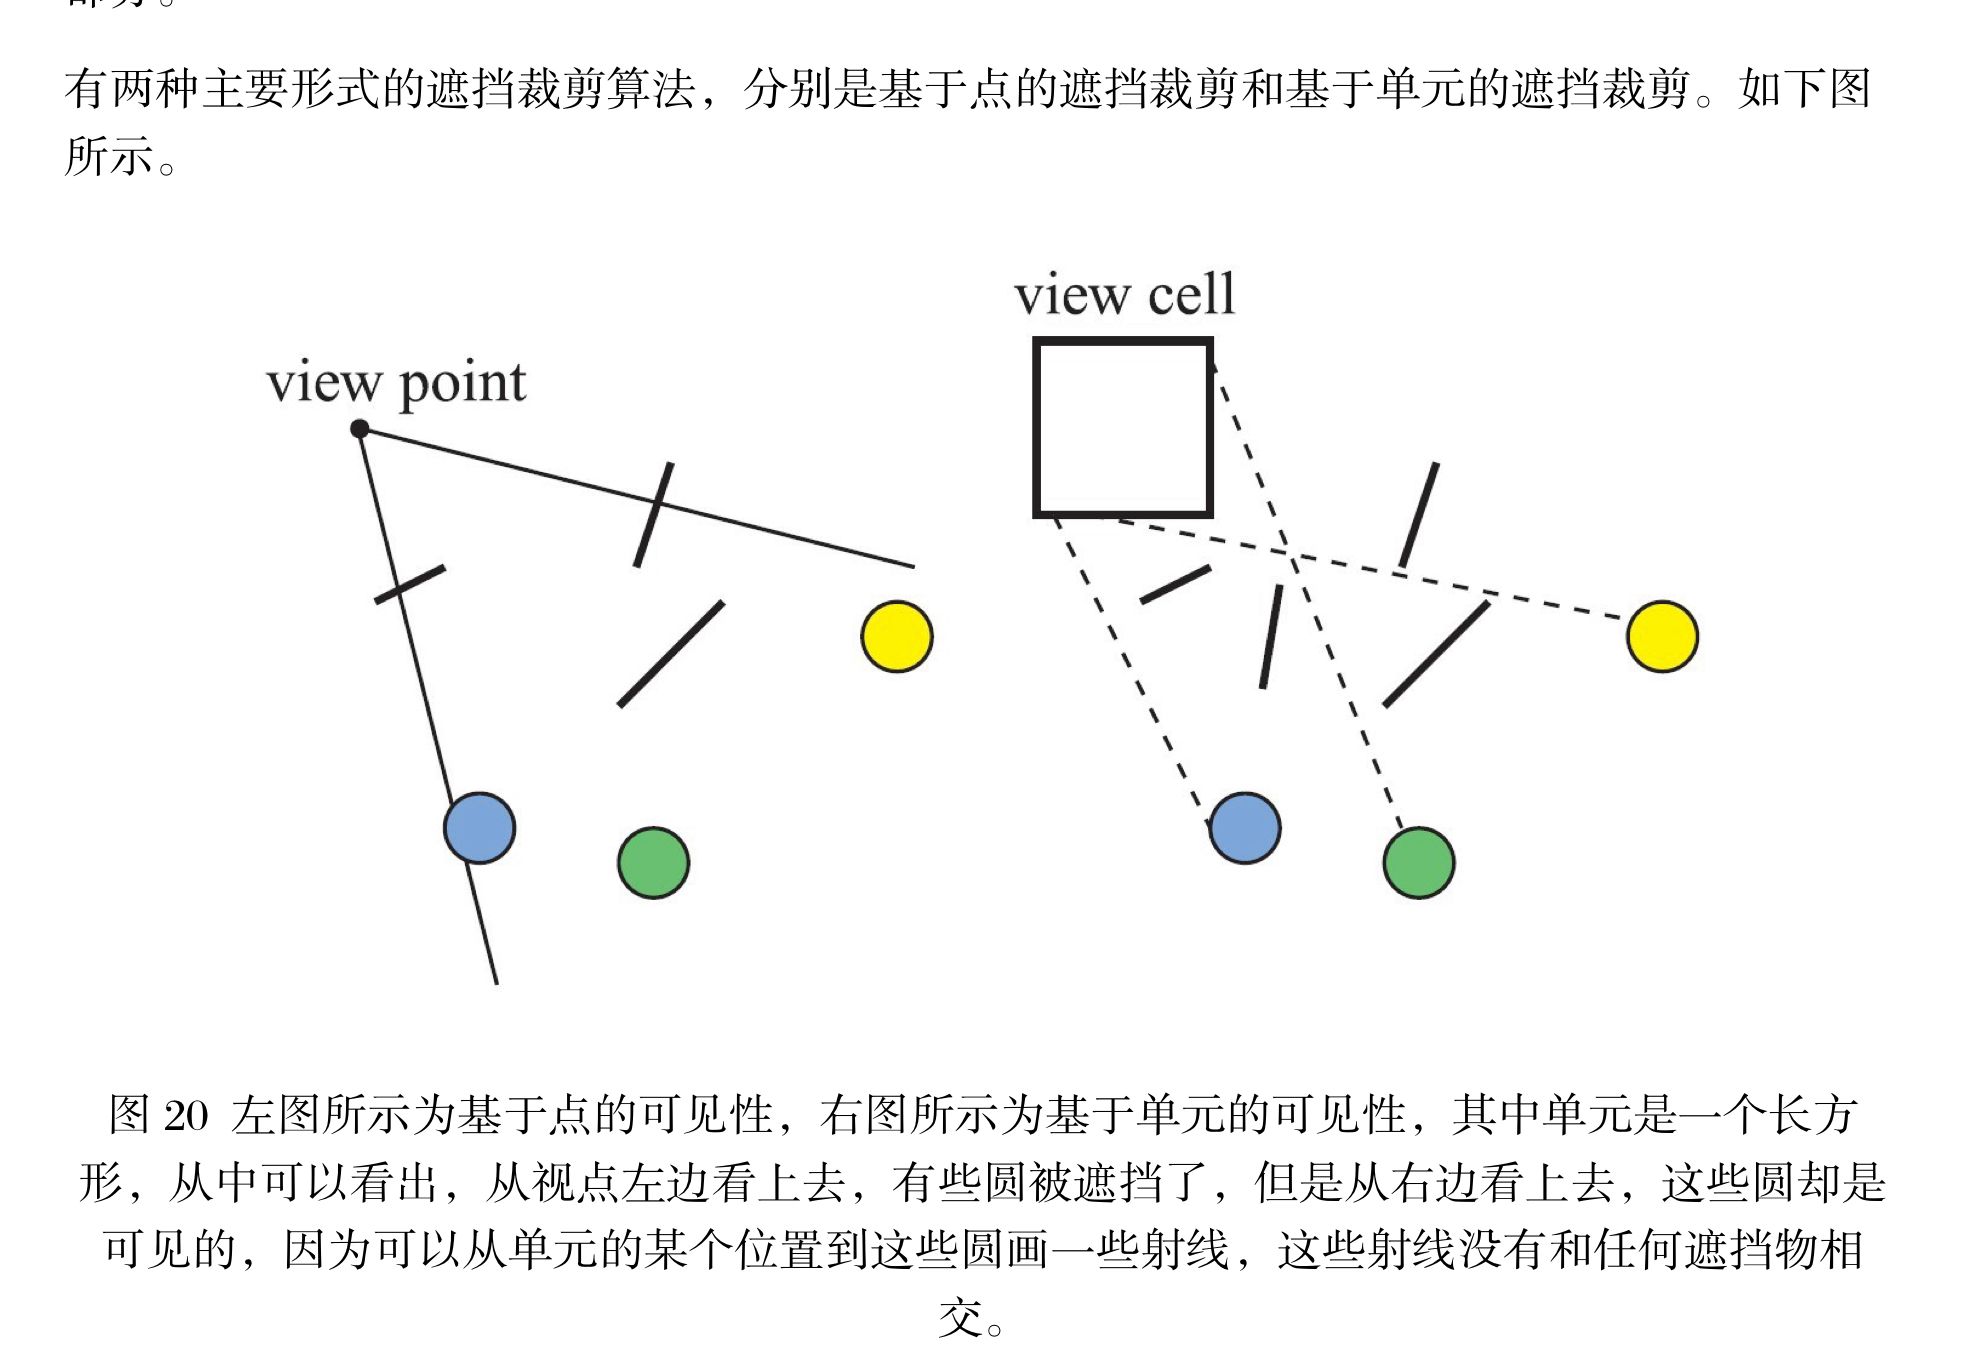 有两种主要形式的遮挡裁剪算法，分别是基于点的遮挡裁剪和基于单元的遮挡裁剪。如下图
所示。
view cell
view point
图 20 左图所示为基于点的可见性，右图所示为基于单元的可见性，其中单元是一个长方
形，从中可以看出，从视点左边看上去，有些圆被遮挡了，但是从右边看上去，这些圆却是
可见的，因为可以从单元的某个位置到这些圆画一些射线，这些射线没有和任何遮挡物相
交。